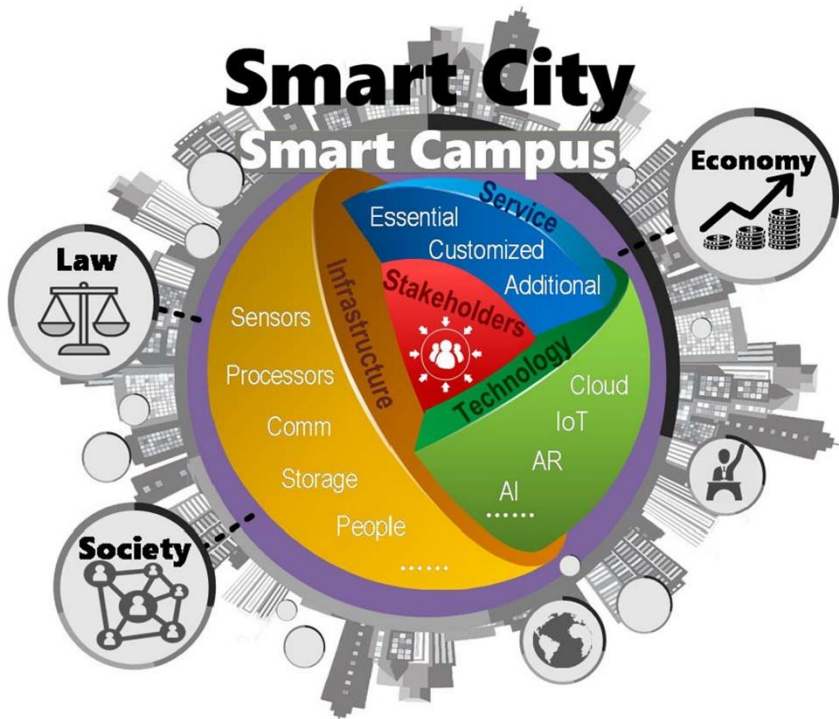 Smart City
Smart Campus
Economy
Service
Essential
Customized
Additional
Law
Infrastructure
Stakeholders
Technology
Sensors
Processors
Comm
Storage
People
......
Cloud
IoT
AR
AI
......
Society